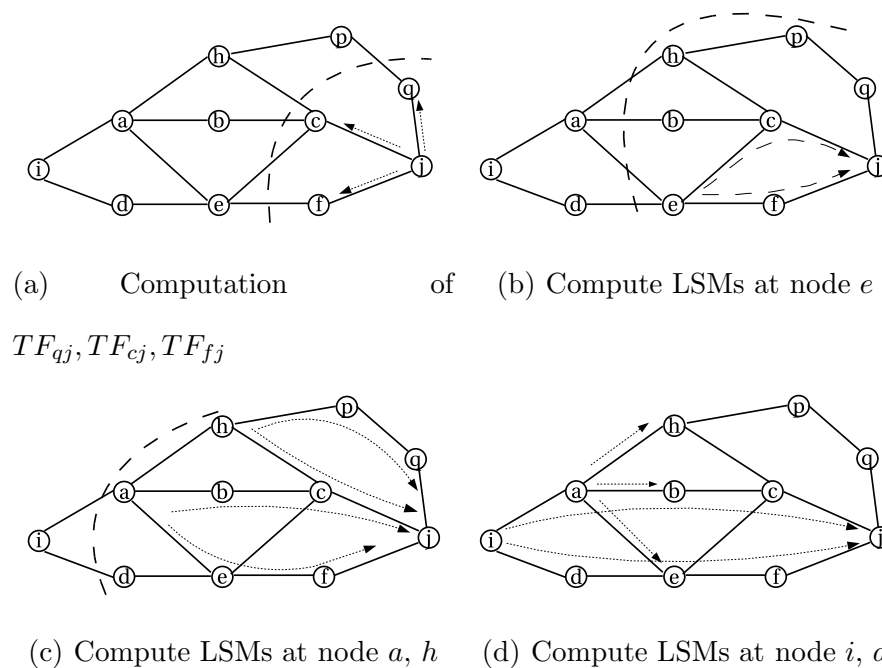 h p q a b c i j d e f
h p q a b c i j d e f
(a) Computation of (b) Compute LSMs at node e
TF_{qj}, TF_{cj}, TF_{fj}
h p q a b c i j d e f
h p q a b c i j d e f
(c) Compute LSMs at node a, h (d) Compute LSMs at node i,